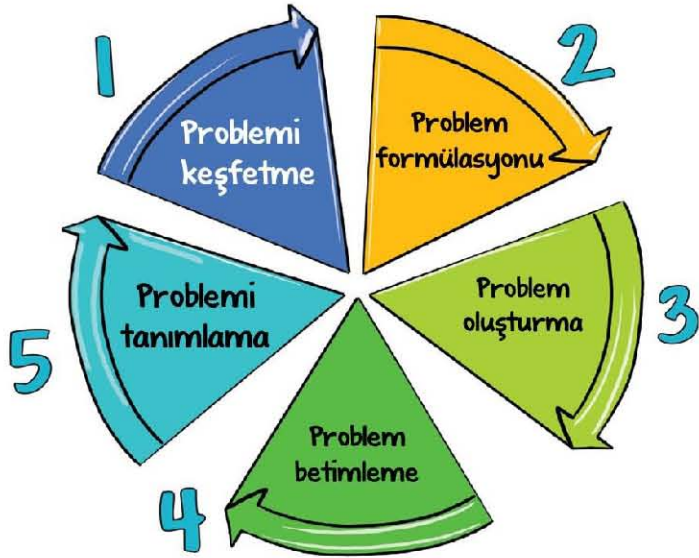 1
Problemi
keşfetme
2
Problem
formülasyonu
3
Problem
oluşturma
4
Problem
betimleme
5
Problemi
tanımlama